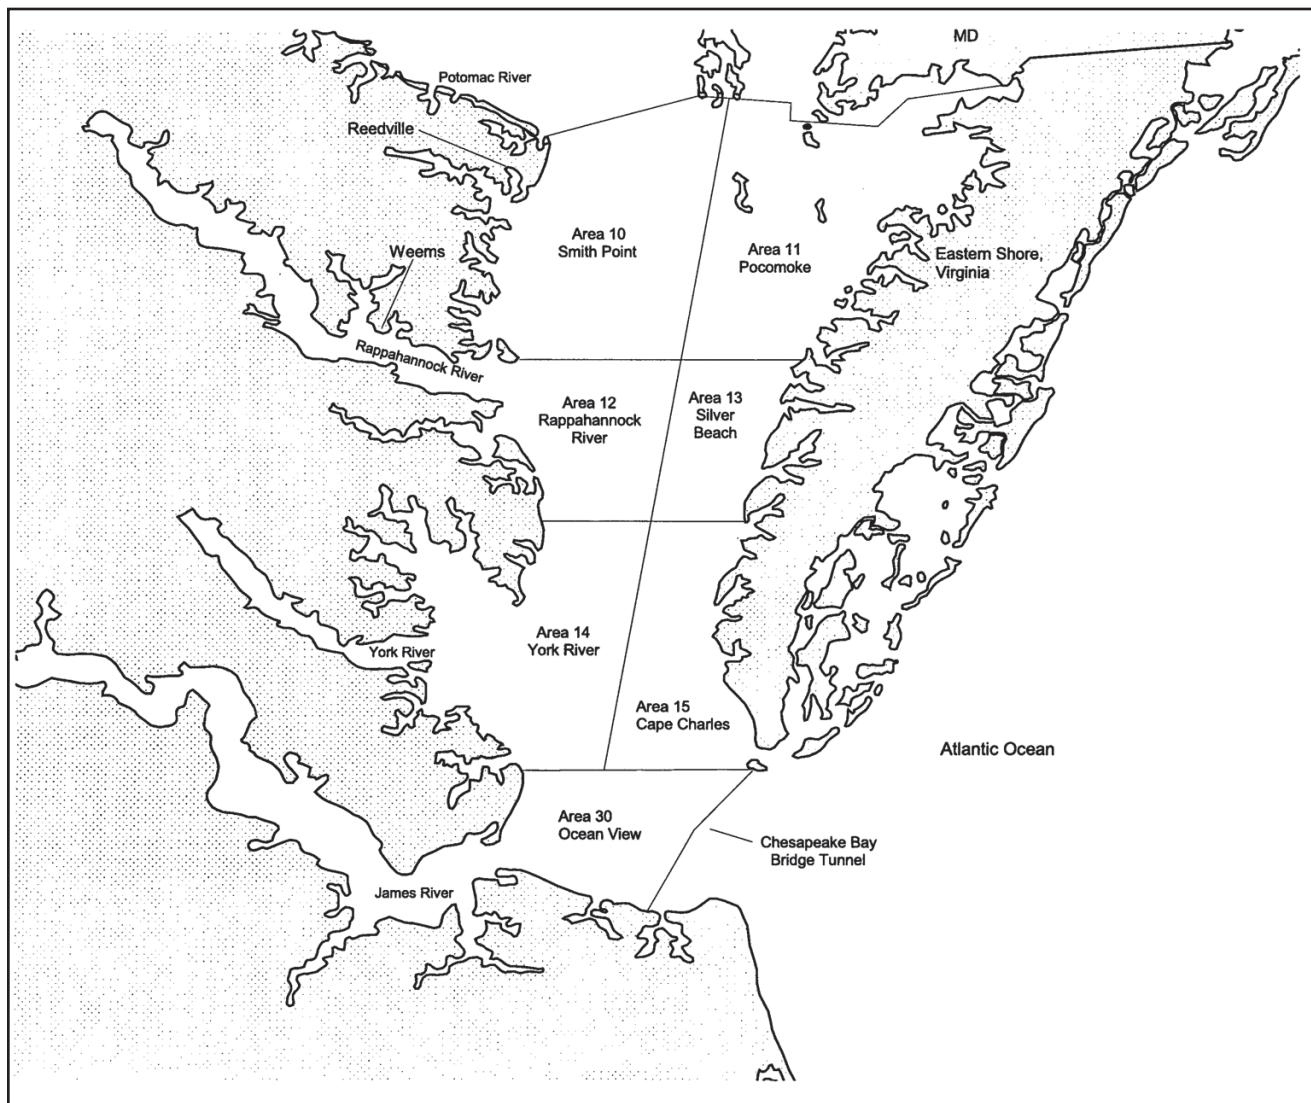 MD
Potomac River
Reedville
Area 10
Smith Point
Area 11
Pocomoke
Weems
Eastern Shore,
Virginia
Rappahannock River
Area 12
Rappahannock
River
Area 13
Silver
Beach
Area 14
York River
York River
Area 15
Cape Charles
Atlantic Ocean
Area 30
Ocean View
Chesapeake Bay
Bridge Tunnel
James River